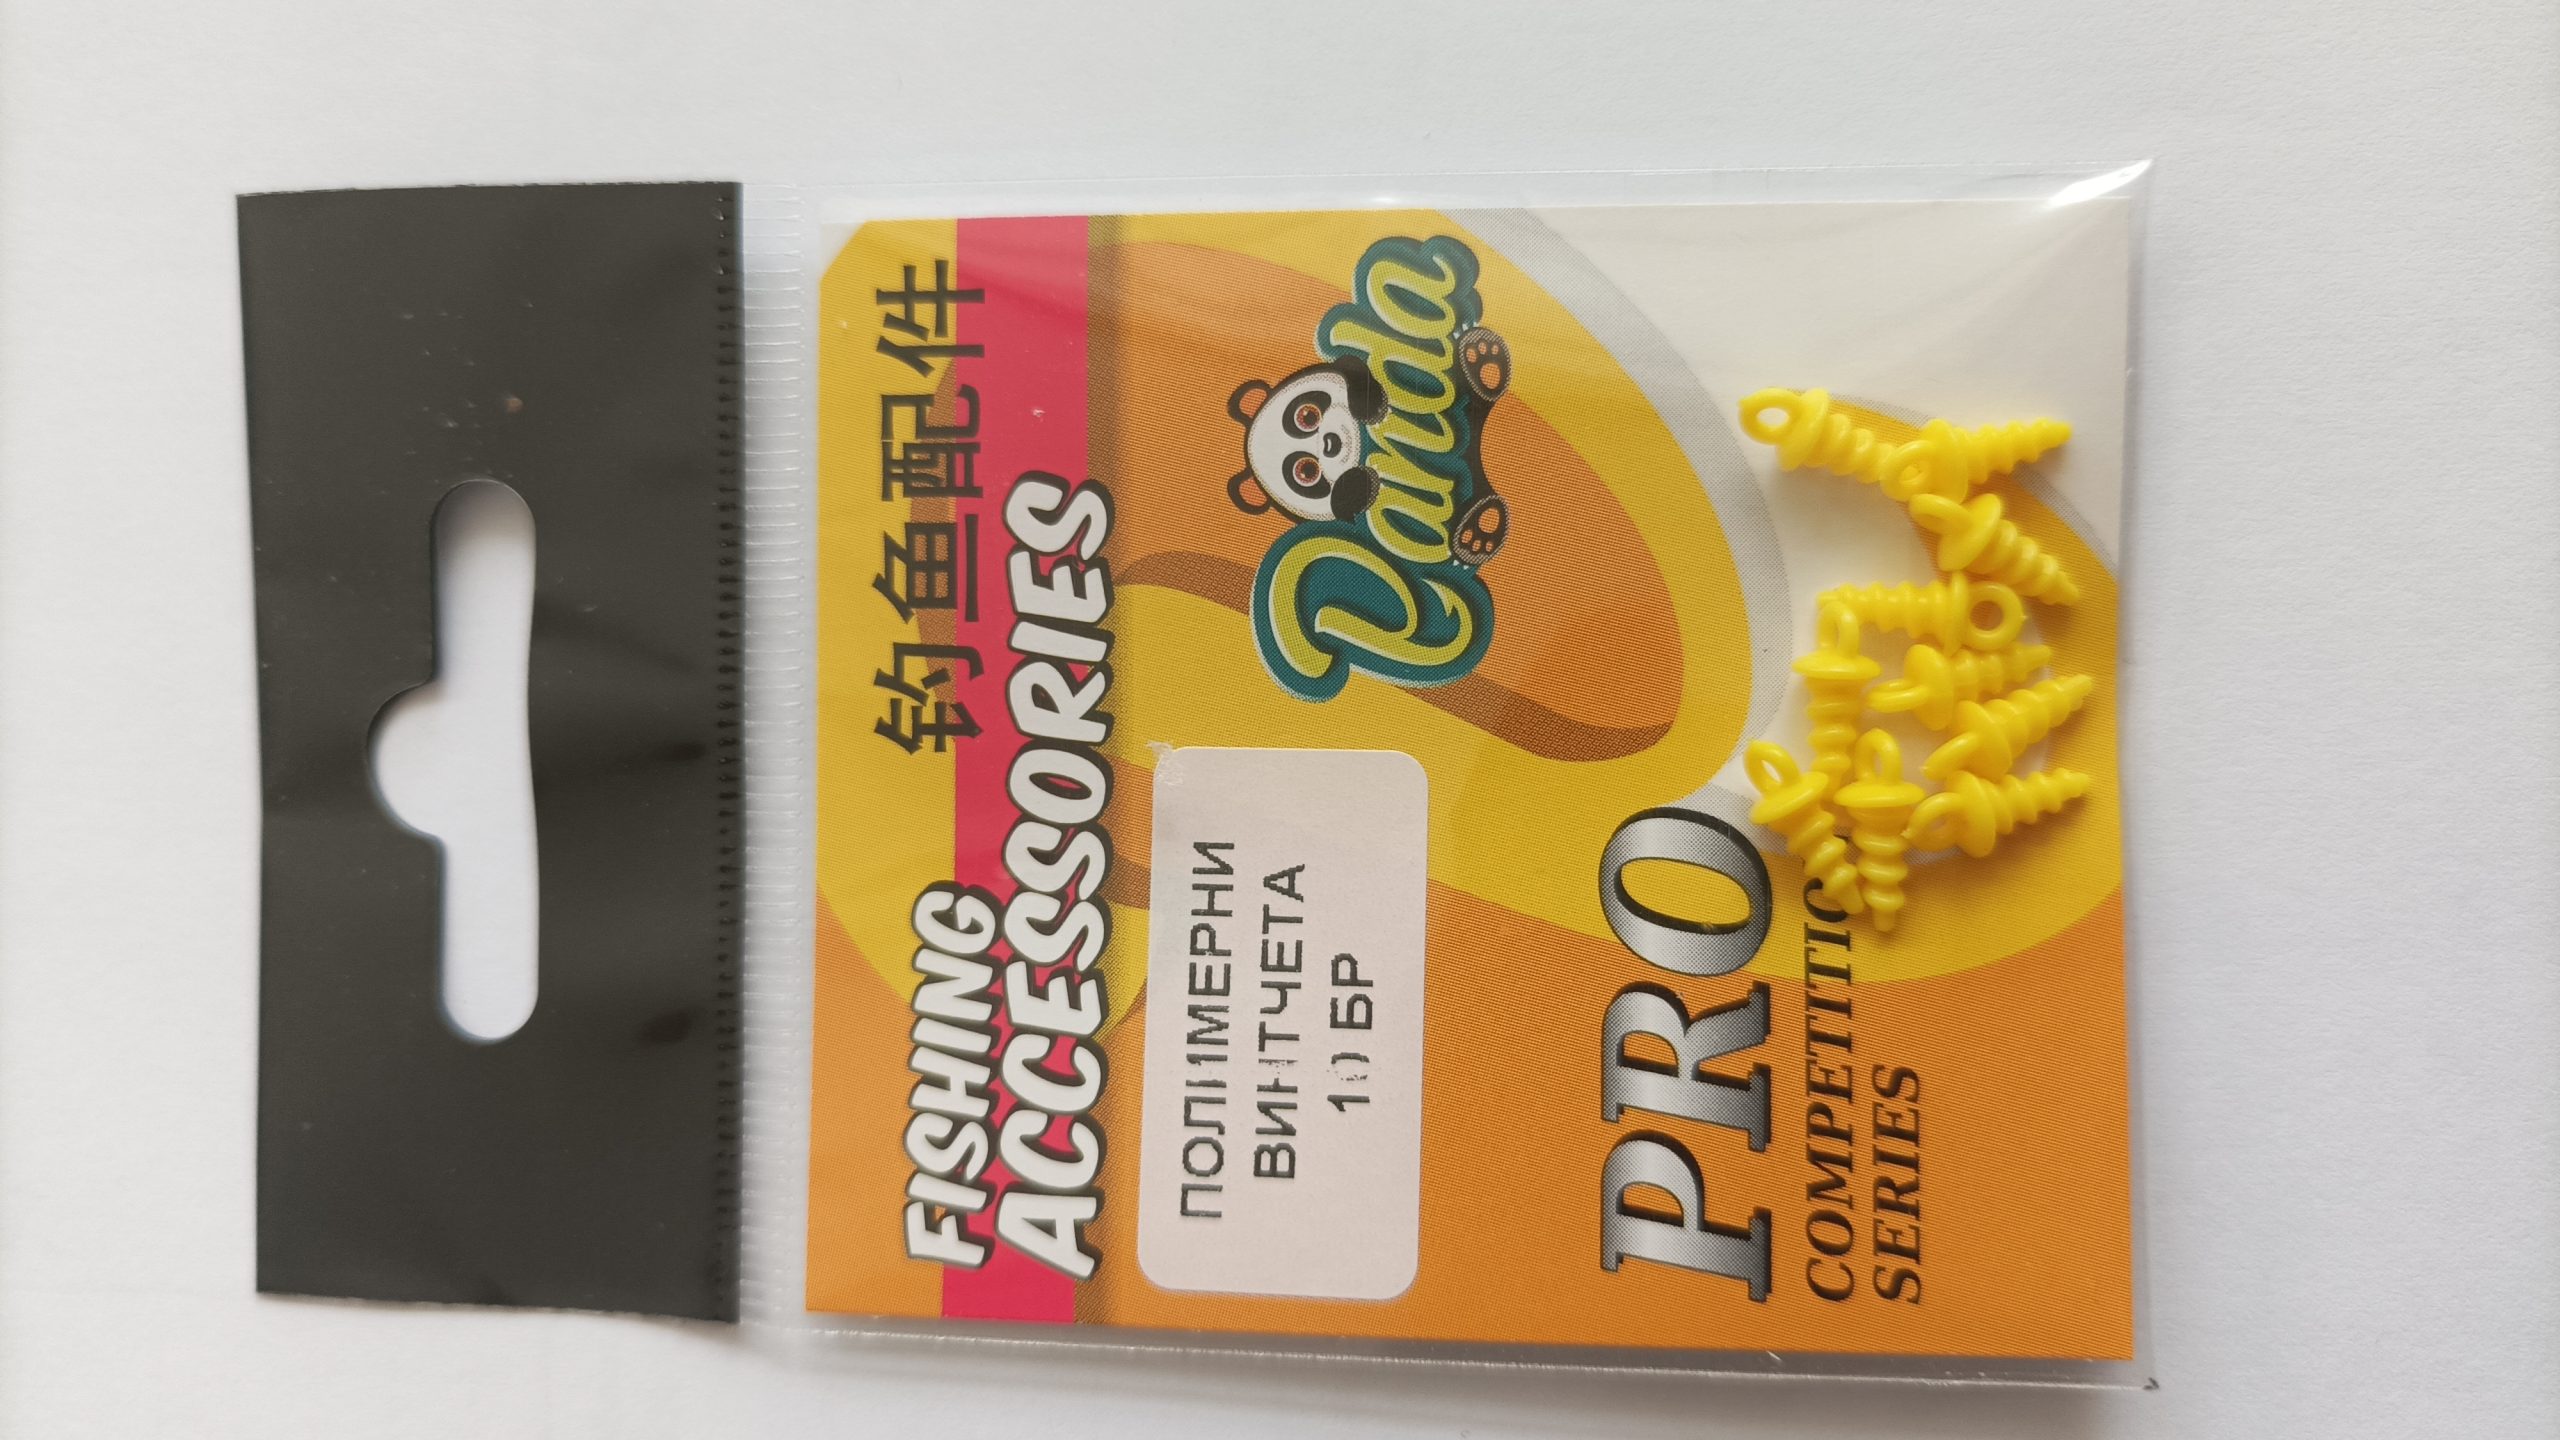 钓鱼配件
FISHING
ACCESSORIES
Panda
ПОЛИМЕРНИ
ВИНТЧЕТА
10 БР
PRO
COMPETITIO
SERIES